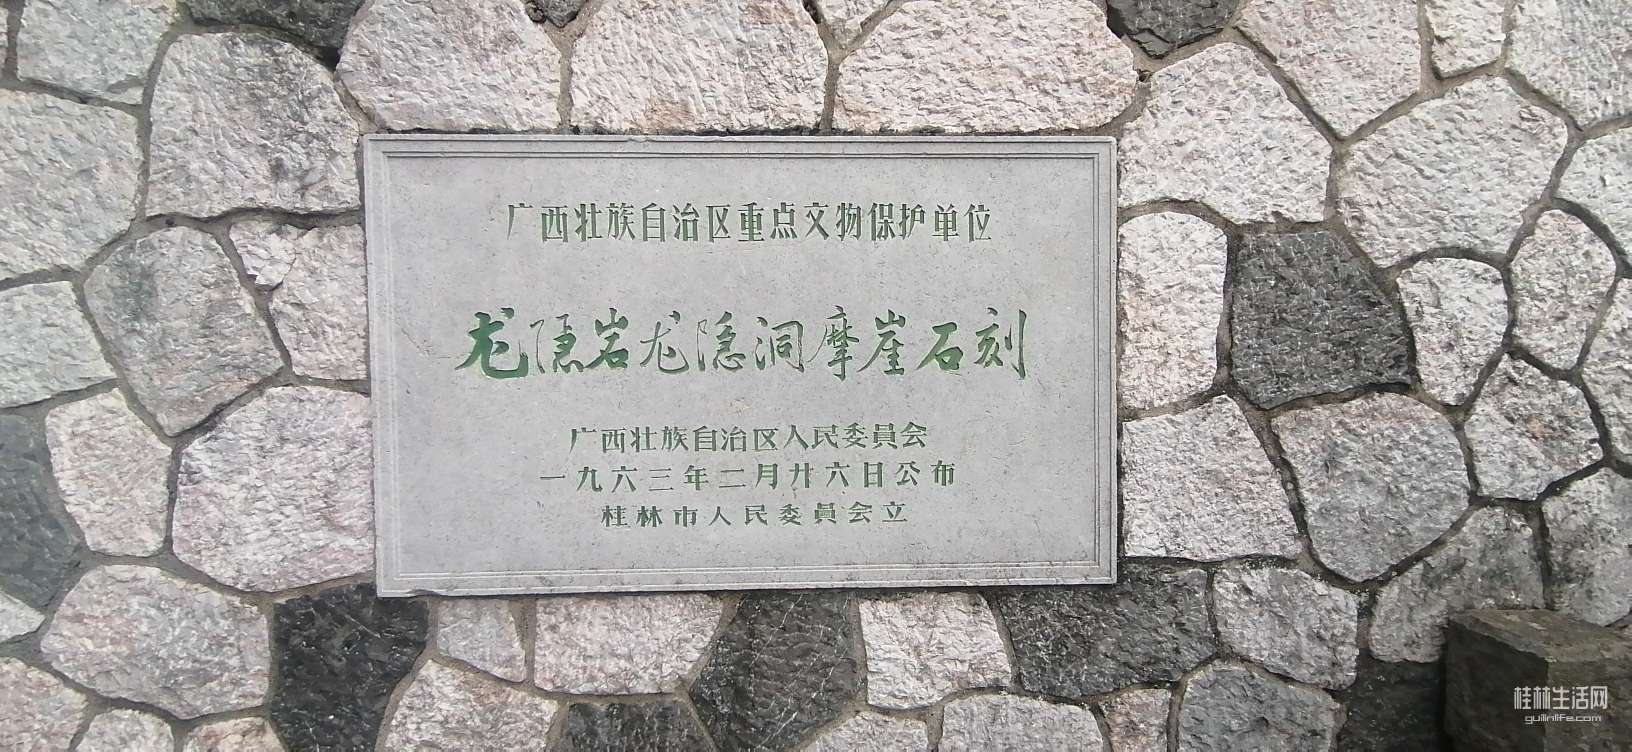 广西壮族自治区重点文物保护单位
龙隐岩龙隐洞摩崖石刻
广西壮族自治区人民委員会
一九六三年二月廿六日公布
桂林市人民委員会立
桂林生活网
guilinlife.com